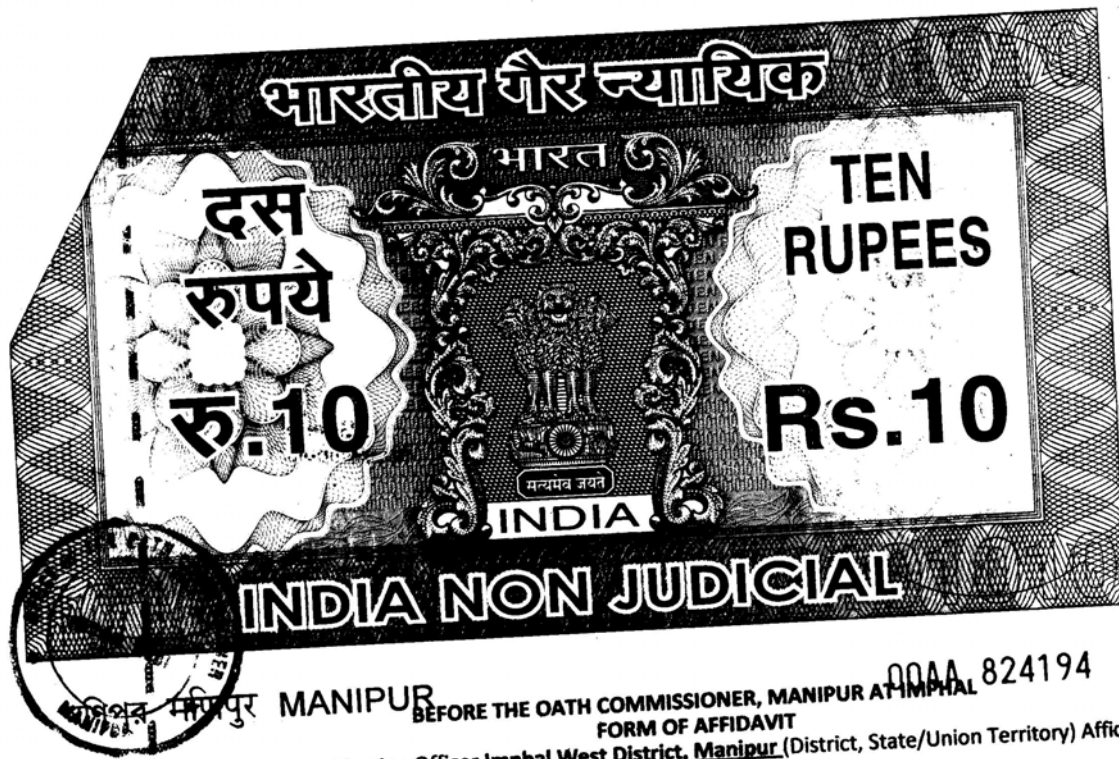 भारतीय गैर न्यायिक
भारत
दस
रुपये
रु.10
TEN
RUPEES
Rs.10
सत्यमेव जयते
INDIA
INDIA NON JUDICIAL
मणिपुर MANIPUR
00AA 824194
BEFORE THE OATH COMMISSIONER, MANIPUR AT IMPHAL
FORM OF AFFIDAVIT
Officer Imphal West District, Manipur (District, State/Union Territory)